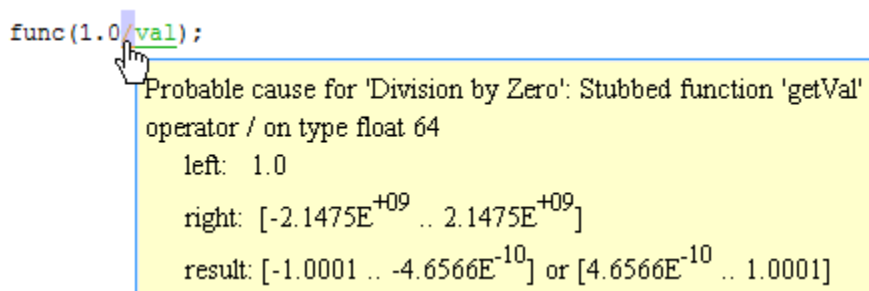 func(1.0/val);
Probable cause for 'Division by Zero': Stubbed function 'getVal'
operator / on type float 64
left: 1.0
right: [-2.1475E+09 .. 2.1475E+09]
result: [-1.0001 .. -4.6566E-10] or [4.6566E-10 .. 1.0001]